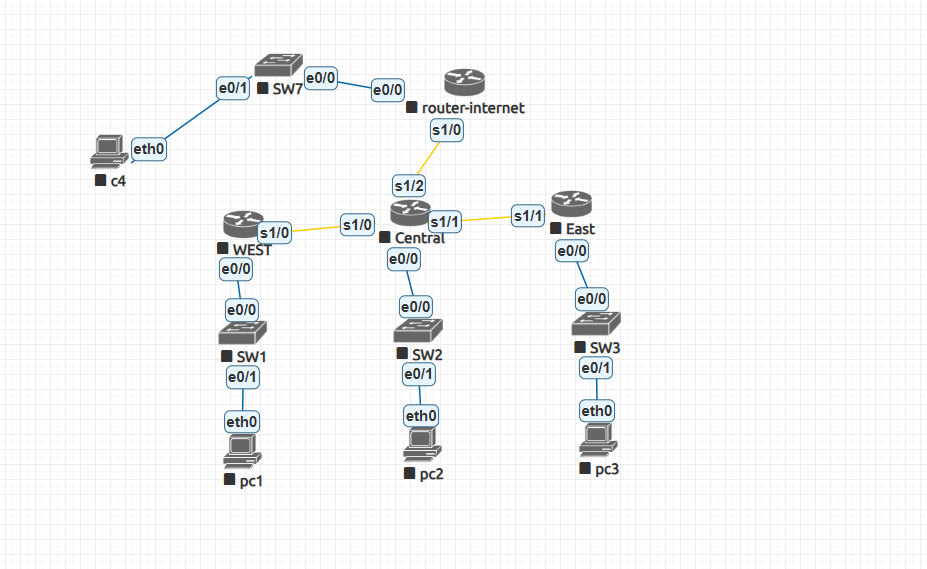 SW7
e0/0
e0/1
e0/0
router-internet
s1/0
eth0
c4
s1/2
s1/0
WEST
s1/0
Central
s1/1
s1/1
East
e0/0
e0/0
e0/0
e0/0
SW1
e0/0
SW2
e0/0
SW3
e0/1
e0/1
e0/1
eth0
eth0
eth0
pc1
pc2
pc3